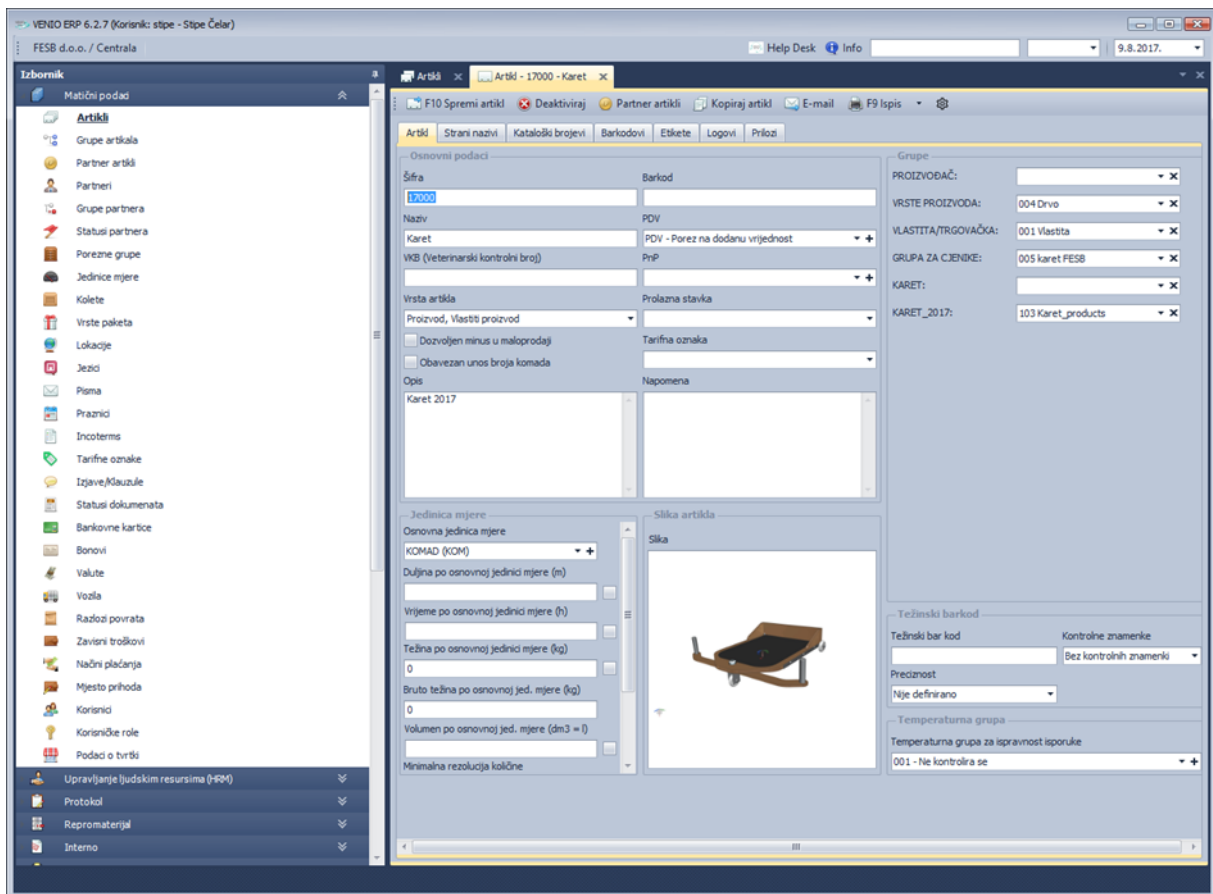 VENIO ERP 6.2.7 (Korisnik: stipe - Stipe Čelar)
FESB d.o.o. / Centrala
Help Desk
Info
9.8.2017.
Izbornik
Matični podaci
Artikli
Grupe artikala
Partner artikli
Partneri
Grupe partnera
Statusi partnera
Porezne grupe
Jedinice mjere
Kolete
Vrste paketa
Lokacije
Jezici
Pisma
Praznici
Incoterms
Tarifne oznake
Izjave/Klauzule
Statusi dokumenata
Bankovne kartice
Bonovi
Valute
Vozila
Razlozi povrata
Zavisni troškovi
Načini plaćanja
Mjesto prihoda
Korisnici
Korisničke role
Podaci o tvrtki
Upravljanje ljudskim resursima (HRM)
Protokol
Repromaterijal
Interno
Artikli
Artikl - 17000 - Karet
F10 Spremi artikl
Deaktiviraj
Partner artikli
Kopiraj artikl
E-mail
F9 Ispis
Artikl
Strani nazivi
Kataloški brojevi
Barkodovi
Etikete
Logovi
Prilozi
Osnovni podaci
Šifra
Barkod
17000
Naziv
PDV
Karet
PDV - Porez na dodanu vrijednost
VKB (Veterinarski kontrolni broj)
PnP
Vrsta artikla
Prolazna stavka
Proizvod, Vlastiti proizvod
Dozvoljen minus u maloprodaji
Tarifna oznaka
Obavezan unos broja komada
Opis
Napomena
Karet 2017
Jedinica mjere
Osnovna jedinica mjere
KOMAD (KOM)
Duljina po osnovnoj jedinici mjere (m)
Vrijeme po osnovnoj jedinici mjere (h)
Težina po osnovnoj jedinici mjere (kg)
0
Bruto težina po osnovnoj jed. mjere (kg)
0
Volumen po osnovnoj jed. mjere (dm3 = l)
Minimalna rezolucija količine
Slika artikla
Slika
Grupe
PROIZVOĐAČ:
VRSTE PROIZVODA:
004 Drvo
VLASTITA/TRGOVAČKA:
001 Vlastita
GRUPA ZA CJENIKE:
005 karet FESB
KARET:
KARET_2017:
103 Karet_products
Težinski barkod
Težinski bar kod
Kontrolne znamenke
Bez kontrolnih znamenki
Preciznost
Nije definirano
Temperaturna grupa
Temperaturna grupa za ispravnost isporuke
001 - Ne kontrolira se